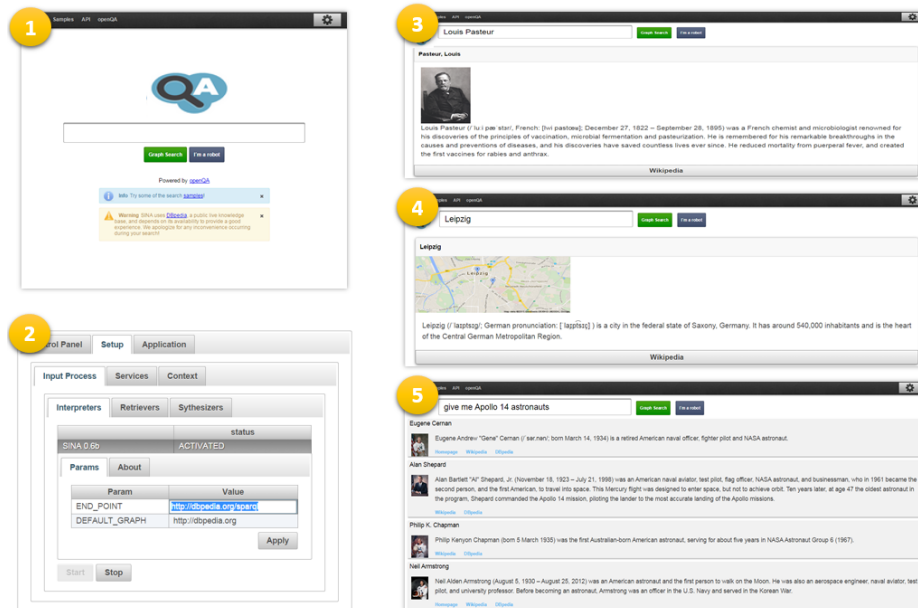 1
Samples API openQA
QA
Graph Search I'm a robot
Powered by openQA
Info Try some of the search samples! ×
Warning SINA uses DBpedia, a public live knowledge ×
base, and depends on its availability to provide a good
experience. We apologize for any inconvenience occurring
during your search!
2
rol Panel Setup Application
Input Process Services Context
Interpreters Retrievers Sythesizers
status
SINA 0.6b ACTIVATED
Params About
Param Value
END_POINT http://dbpedia.org/sparql
DEFAULT_GRAPH http://dbpedia.org
Apply
Start Stop
3
ples API openQA
Louis Pasteur Graph Search I'm a robot
Pasteur, Louis
Louis Pasteur (/ˈluːi pæˈstɜr/, French: [lwi pastœʁ]; December 27, 1822 – September 28, 1895) was a French chemist and microbiologist renowned for
his discoveries of the principles of vaccination, microbial fermentation and pasteurization. He is remembered for his remarkable breakthroughs in the
causes and preventions of diseases, and his discoveries have saved countless lives ever since. He reduced mortality from puerperal fever, and created
the first vaccines for rabies and anthrax.
Wikipedia
4
ples API openQA
Leipzig Graph Search I'm a robot
Leipzig
Leipzig
Leipzig (/ˈlaɪptsɪɡ/; German pronunciation: [ˈlaɪptsɪç] ) is a city in the federal state of Saxony, Germany. It has around 540,000 inhabitants and is the heart
of the Central German Metropolitan Region.
Wikipedia
5
ples API openQA
give me Apollo 14 astronauts Graph Search I'm a robot
Eugene Cernan
Eugene Andrew "Gene" Cernan (/ˈsɜrnən/; born March 14, 1934) is a retired American naval officer, fighter pilot and NASA astronaut.
Homepage Wikipedia DBpedia
Alan Shepard
Alan Bartlett "Al" Shepard, Jr. (November 18, 1923 – July 21, 1998) was an American naval aviator, test pilot, flag officer, NASA astronaut, and businessman, who in 1961 became the
second person, and the first American, to travel into space. This Mercury flight was designed to enter space, but not to achieve orbit. Ten years later, at age 47 the oldest astronaut in
the program, Shepard commanded the Apollo 14 mission, piloting the lander to the most accurate landing of the Apollo missions.
Wikipedia DBpedia
Philip K. Chapman
Philip Kenyon Chapman (born 5 March 1935) was the first Australian-born American astronaut, serving for about five years in NASA Astronaut Group 6 (1967).
Wikipedia DBpedia
Neil Armstrong
Neil Alden Armstrong (August 5, 1930 – August 25, 2012) was an American astronaut and the first person to walk on the Moon. He was also an aerospace engineer, naval aviator, test
pilot, and university professor. Before becoming an astronaut, Armstrong was an officer in the U.S. Navy and served in the Korean War.
Homepage Wikipedia DBpedia